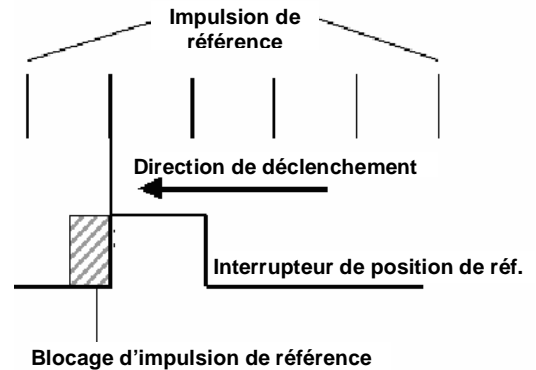 Impulsion de
référence
Direction de déclenchement
Interrupteur de position de réf.
Blocage d'impulsion de référence